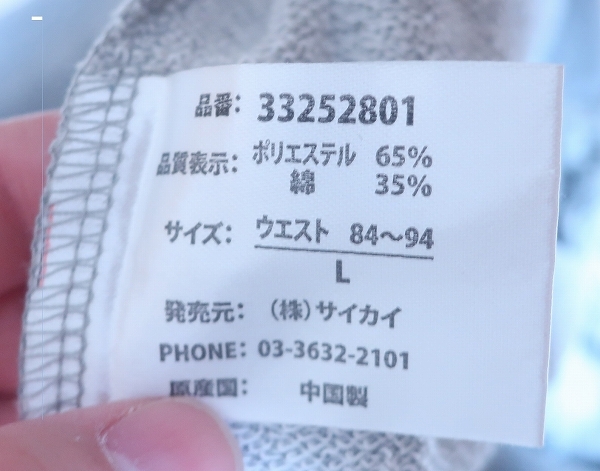 品番: 33252801
品質表示: ポリエステル 65%
綿 35%
サイズ: ウエスト 84〜94
L
発売元: (株)サイカイ
PHONE: 03-3632-2101
原産国: 中国製